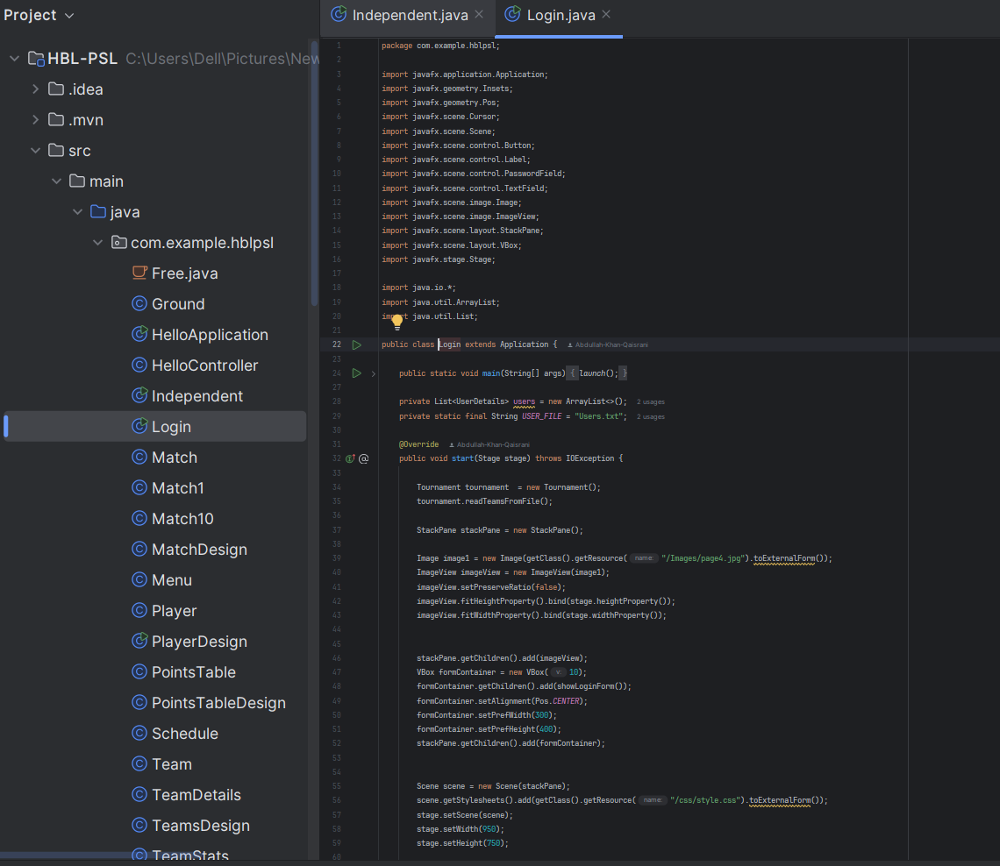 Project
HBL-PSL C:\Users\Dell\Pictures\New
.idea
.mvn
src
main
java
com.example.hblpsl
Free.java
Ground
HelloApplication
HelloController
Independent
Login
Match
Match1
Match10
MatchDesign
Menu
Player
PlayerDesign
PointsTable
PointsTableDesign
Schedule
Team
TeamDetails
TeamsDesign
TeamStats
Independent.java
Login.java
1 package com.example.hblpsl;
2
3 import javafx.application.Application;
4 import javafx.geometry.Insets;
5 import javafx.geometry.Pos;
6 import javafx.scene.Cursor;
7 import javafx.scene.Scene;
8 import javafx.scene.control.Button;
9 import javafx.scene.control.Label;
10 import javafx.scene.control.PasswordField;
11 import javafx.scene.control.TextField;
12 import javafx.scene.image.Image;
13 import javafx.scene.image.ImageView;
14 import javafx.scene.layout.StackPane;
15 import javafx.scene.layout.VBox;
16 import javafx.stage.Stage;
17
18 import java.io.*;
19 import java.util.ArrayList;
20 import java.util.List;
21
22 public class Login extends Application { Abdullah-Khan-Qaisrani
23
24 public static void main(String[] args) { launch(); }
27
28 private List<UserDetails> users = new ArrayList<>(); 2 usages
29 private static final String USER_FILE = "Users.txt"; 2 usages
30
31 @Override Abdullah-Khan-Qaisrani
32 @ public void start(Stage stage) throws IOException {
33
34 Tournament tournament  = new Tournament();
35 tournament.readTeamsFromFile();
36
37 StackPane stackPane = new StackPane();
38
39 Image image1 = new Image(getClass().getResource( name: "/Images/page4.jpg").toExternalForm());
40 ImageView imageView = new ImageView(image1);
41 imageView.setPreserveRatio(false);
42 imageView.fitHeightProperty().bind(stage.heightProperty());
43 imageView.fitWidthProperty().bind(stage.widthProperty());
44
45
46 stackPane.getChildren().add(imageView);
47 VBox formContainer = new VBox( v: 10);
48 formContainer.getChildren().add(showLoginForm());
49 formContainer.setAlignment(Pos.CENTER);
50 formContainer.setPrefWidth(300);
51 formContainer.setPrefHeight(400);
52 stackPane.getChildren().add(formContainer);
53
54
55 Scene scene = new Scene(stackPane);
56 scene.getStylesheets().add(getClass().getResource( name: "/css/style.css").toExternalForm());
57 stage.setScene(scene);
58 stage.setWidth(950);
59 stage.setHeight(750);
60